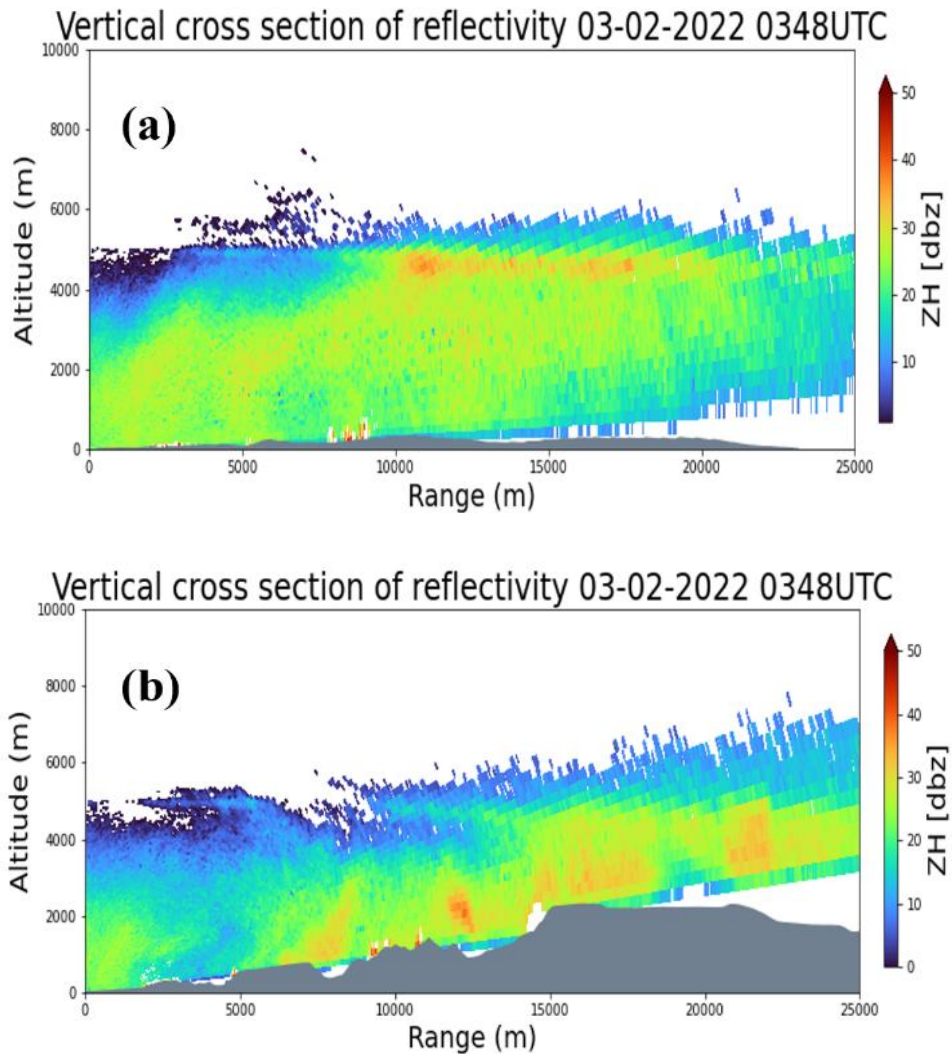 Vertical cross section of reflectivity 03-02-2022 0348UTC
(a)
10000
8000
6000
4000
2000
0
Altitude (m)
0 5000 10000 15000 20000 25000
Range (m)
50
40
30
20
10
ZH [dbz]
Vertical cross section of reflectivity 03-02-2022 0348UTC
(b)
10000
8000
6000
4000
2000
0
Altitude (m)
0 5000 10000 15000 20000 25000
Range (m)
50
40
30
20
10
0
ZH [dbz]